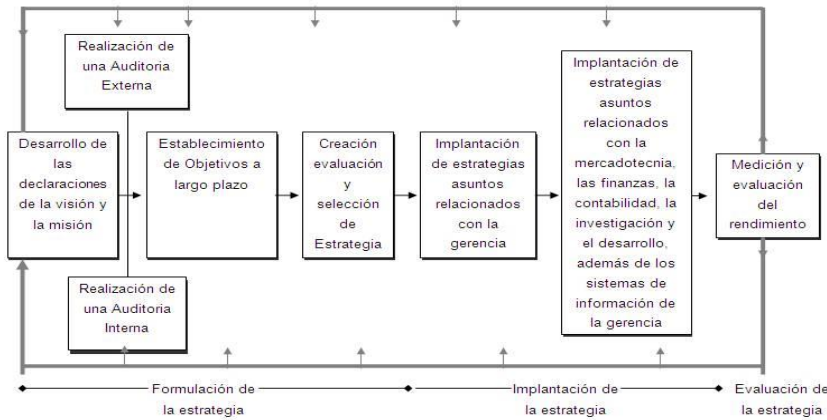 Realización de
una Auditoria
Externa
Desarrollo de
las
declaraciones
de la visión y
la misión
Realización de
una Auditoria
Interna
Establecimiento
de Objetivos a
largo plazo
Creación
evaluación
y
selección
de
Estrategia
Implantación
de estrategias
asuntos
relacionados
con la
gerencia
Implantación de
estrategias
asuntos
relacionados
con la
mercadotecnia,
las finanzas, la
contabilidad, la
investigación y
el desarrollo,
además de los
sistemas de
información de
la gerencia
Medición y
evaluación
del
rendimiento
Formulación de
la estrategia
Implantación de
la estrategia
Evaluación de
la estrategia